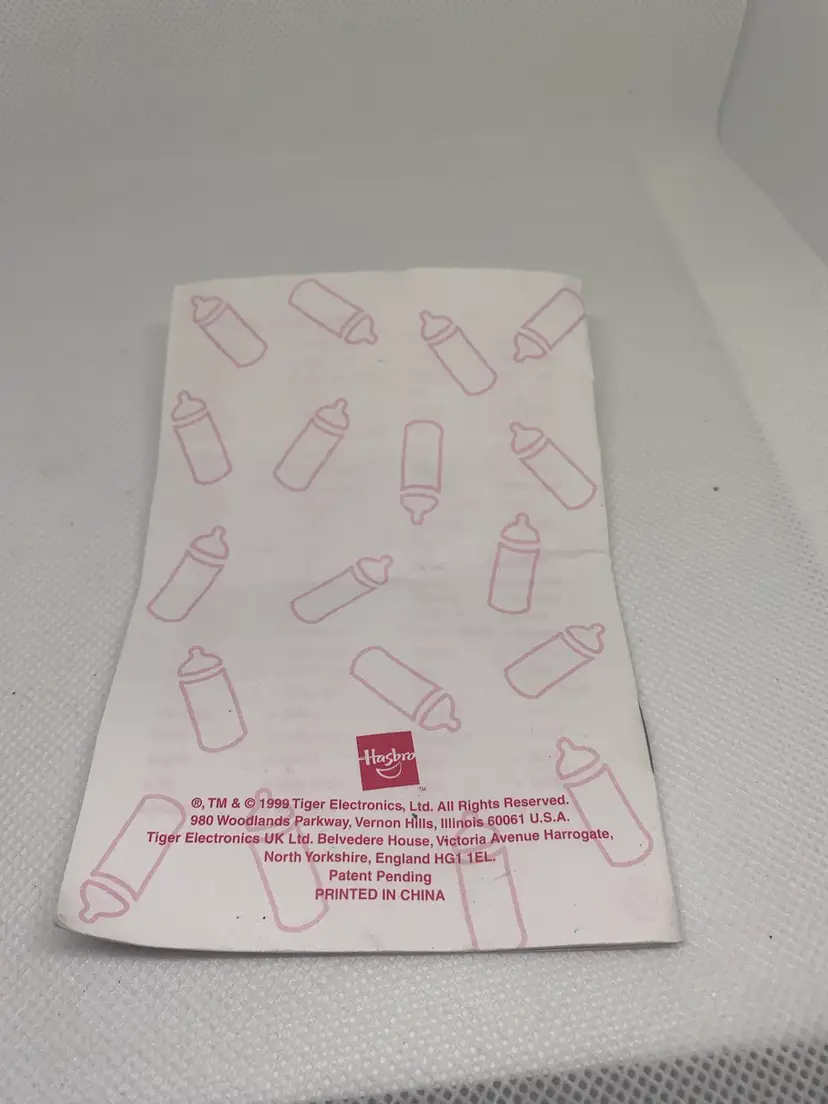 Hasbro
™
®, TM & © 1999 Tiger Electronics, Ltd. All Rights Reserved.
980 Woodlands Parkway, Vernon Hills, Illinois 60061 U.S.A.
Tiger Electronics UK Ltd. Belvedere House, Victoria Avenue Harrogate,
North Yorkshire, England HG1 1EL.
Patent Pending
PRINTED IN CHINA